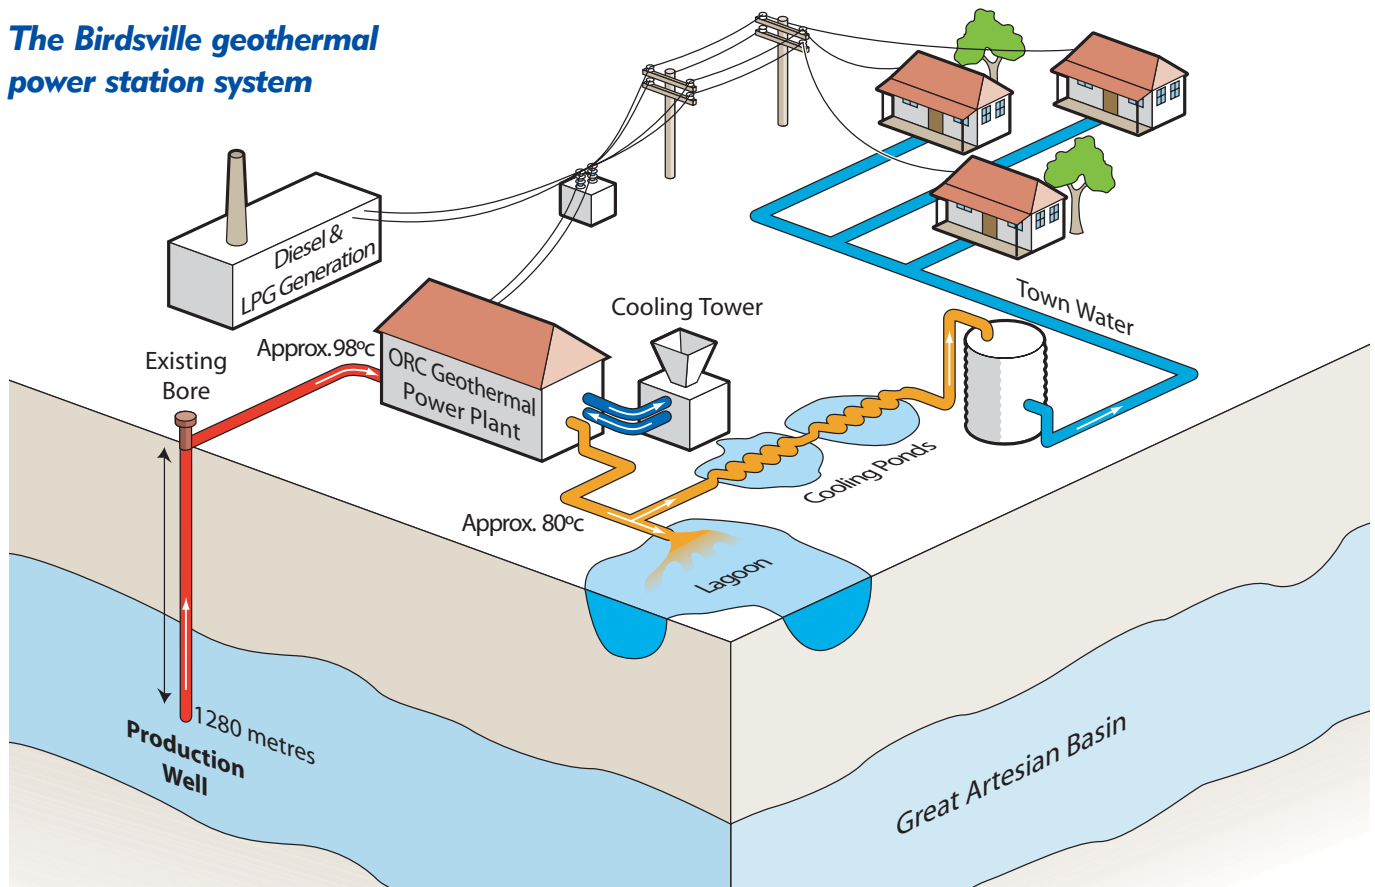 The Birdsville geothermal
power station system
Diesel &
LPG Generation
Cooling Tower
Town Water
Existing
Bore
Approx.98ºc
ORC Geothermal
Power Plant
Cooling Ponds
Approx. 80ºc
Lagoon
1280 metres
Production
Well
Great Artesian Basin